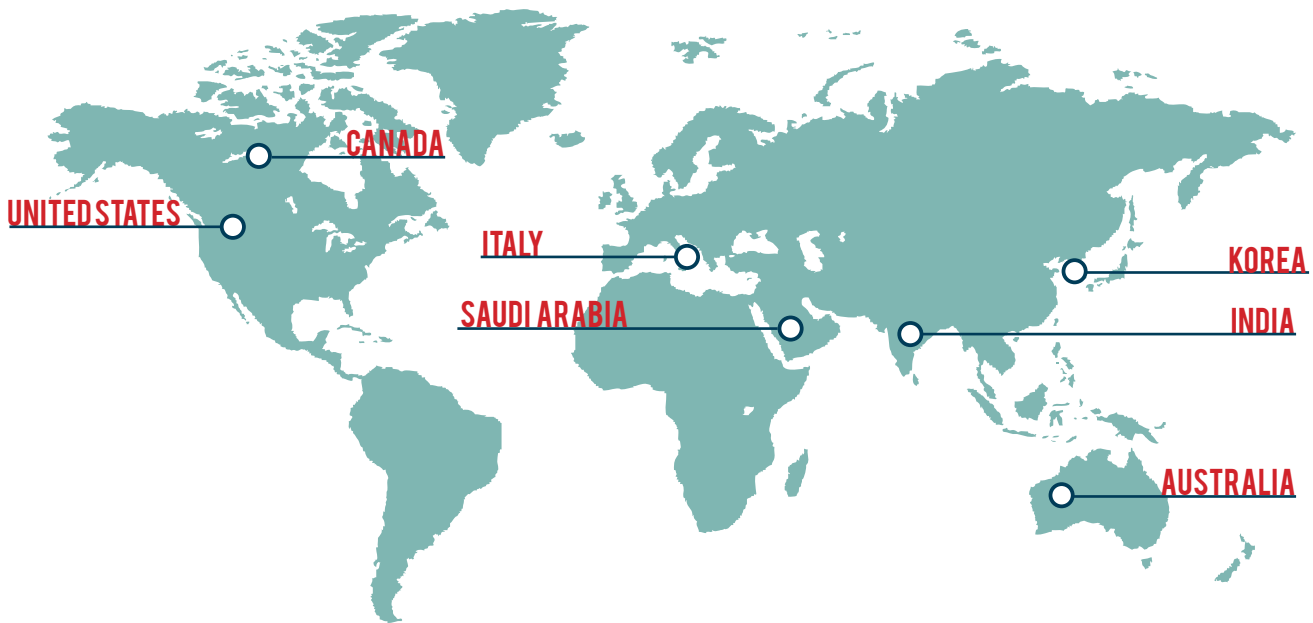 CANADA
UNITED STATES
ITALY
KOREA
SAUDI ARABIA
INDIA
AUSTRALIA